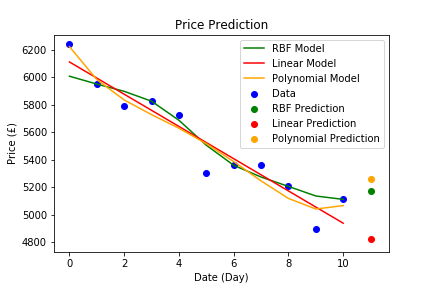 Price Prediction
RBF Model
Linear Model
Polynomial Model
Data
RBF Prediction
Linear Prediction
Polynomial Prediction
Price (£)
6200
6000
5800
5600
5400
5200
5000
4800
0 2 4 6 8 10
Date (Day)